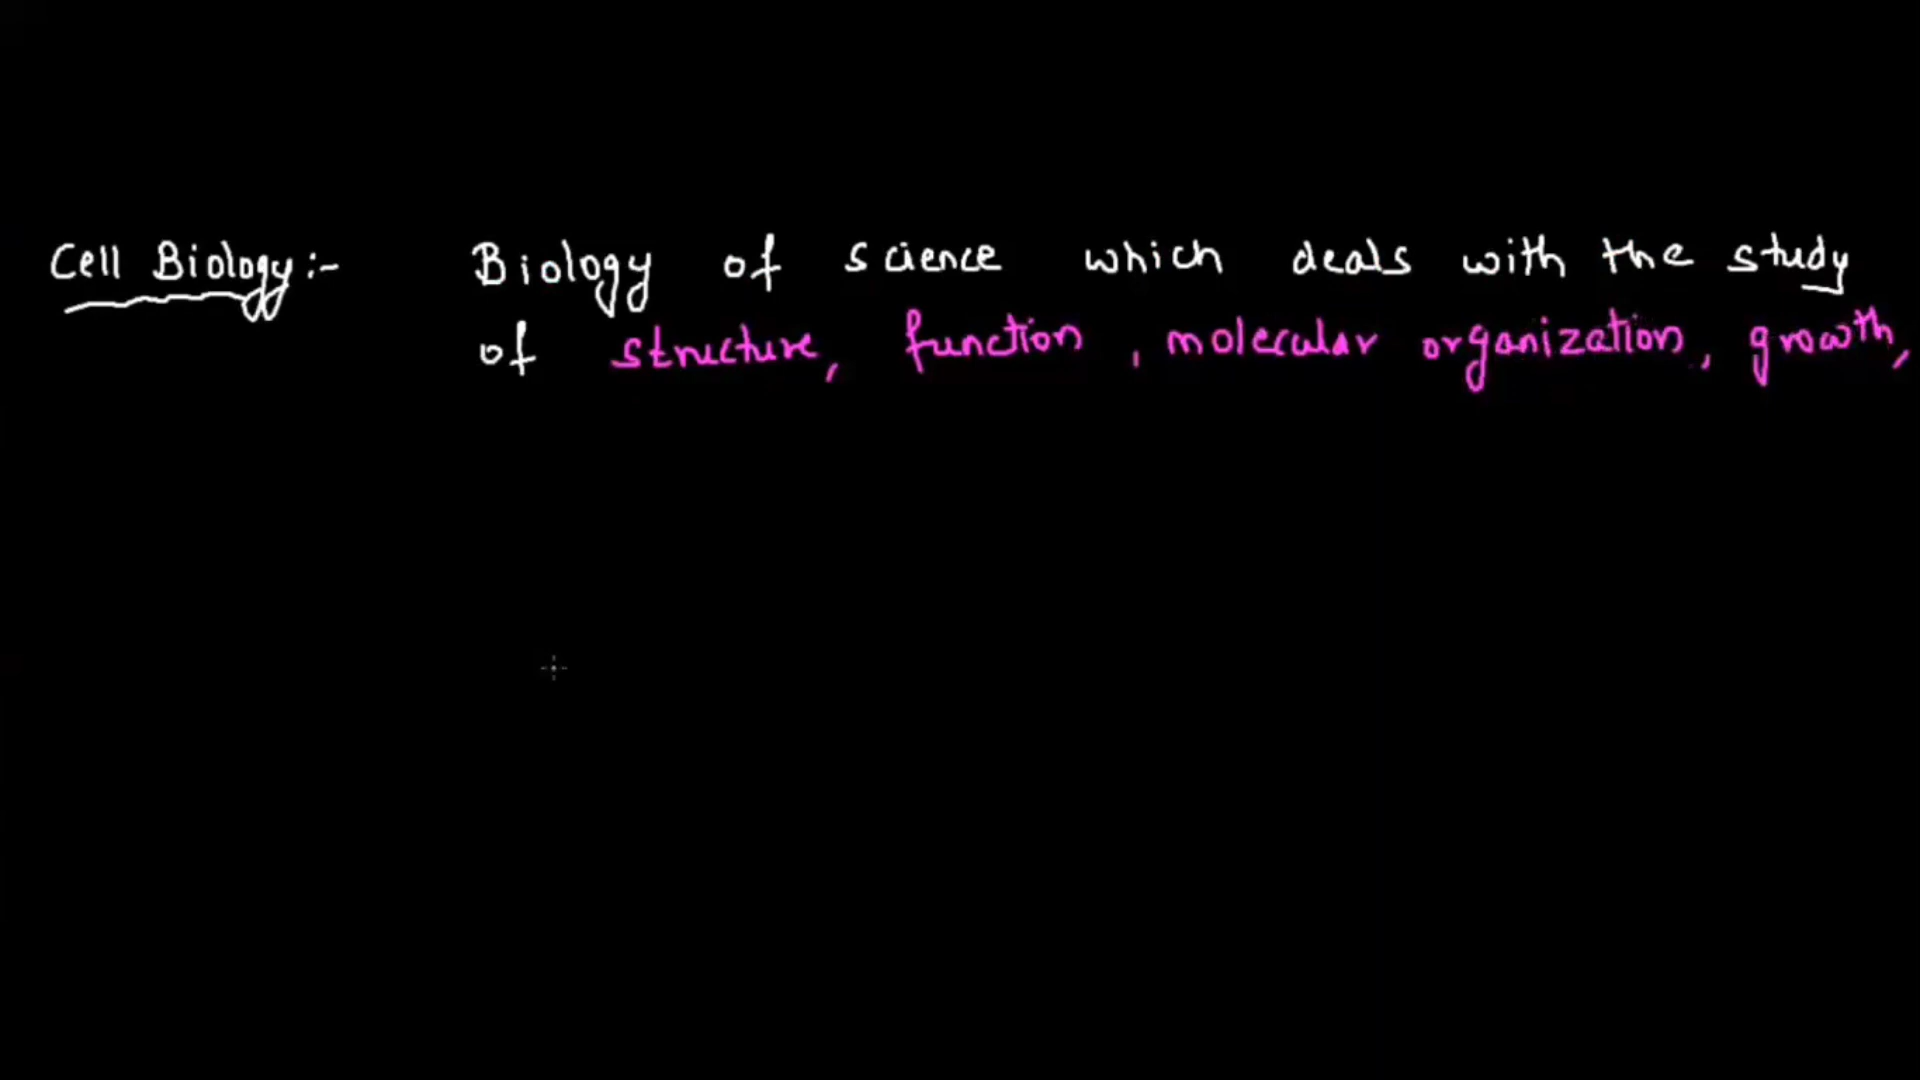 Cell Biology:- Biology of science which deals with the study
of structure, function, molecular organization, growth,